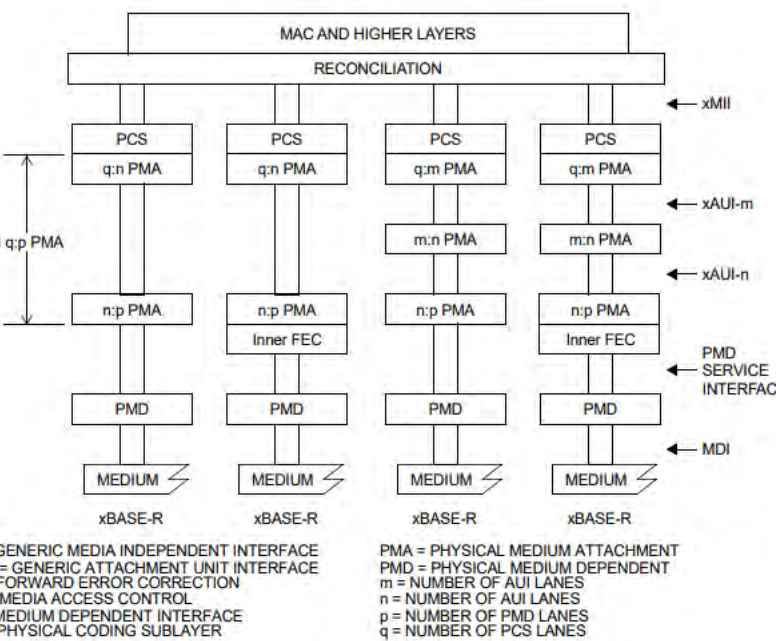 MAC AND HIGHER LAYERS
RECONCILIATION
xMII
PCS PCS PCS PCS
q:n PMA q:n PMA q:m PMA q:m PMA
xAUI-m
q:p PMA m:n PMA m:n PMA
xAUI-n
n:p PMA n:p PMA n:p PMA n:p PMA
Inner FEC Inner FEC
PMD
SERVICE
INTERFAC
PMD PMD PMD PMD
MDI
MEDIUM MEDIUM MEDIUM MEDIUM
xBASE-R xBASE-R xBASE-R xBASE-R
GENERIC MEDIA INDEPENDENT INTERFACE
= GENERIC ATTACHMENT UNIT INTERFACE
FORWARD ERROR CORRECTION
MEDIA ACCESS CONTROL
MEDIUM DEPENDENT INTERFACE
PHYSICAL CODING SUBLAYER
PMA = PHYSICAL MEDIUM ATTACHMENT
PMD = PHYSICAL MEDIUM DEPENDENT
m = NUMBER OF AUI LANES
n = NUMBER OF AUI LANES
p = NUMBER OF PMD LANES
q = NUMBER OF PCS LANES